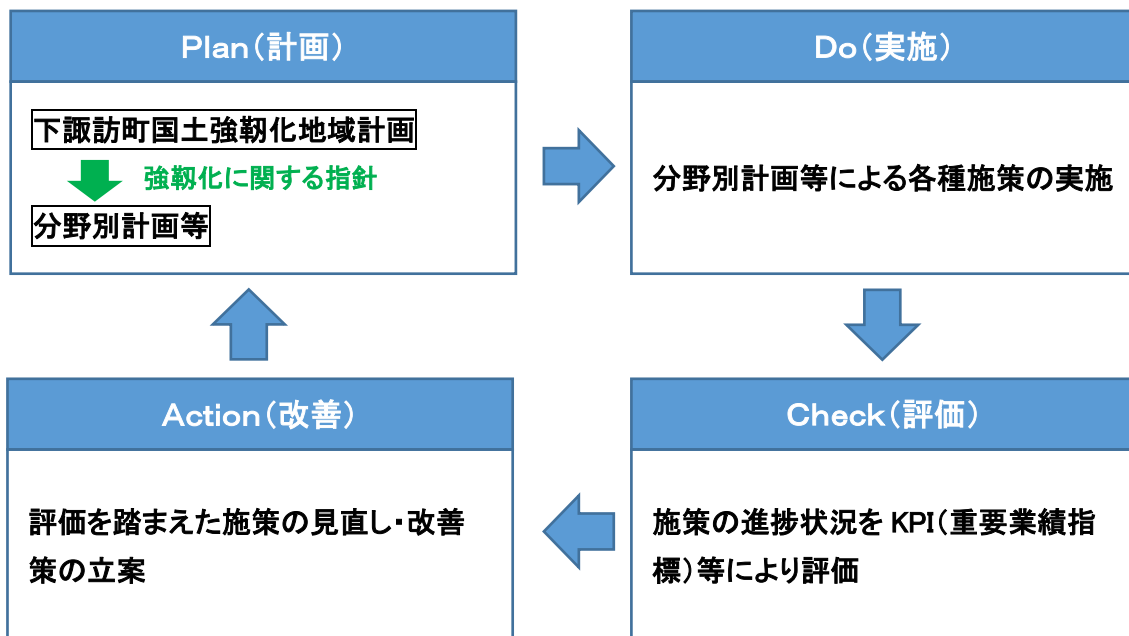 Plan（計画）
下諏訪町国土強靭化地域計画
強靭化に関する指針
分野別計画等
Do（実施）
分野別計画等による各種施策の実施
Check（評価）
施策の進捗状況を KPI（重要業績指
標）等により評価
Action（改善）
評価を踏まえた施策の見直し・改善
策の立案